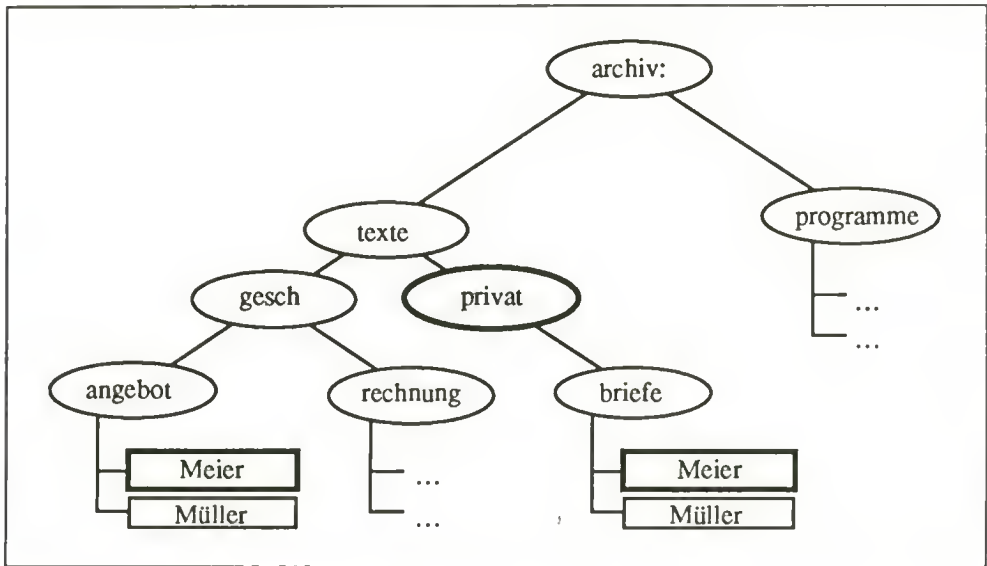 archiv:
texte
programme
gesch
privat
...
...
angebot
rechnung
briefe
Meier
...
Meier
Müller
...
Müller